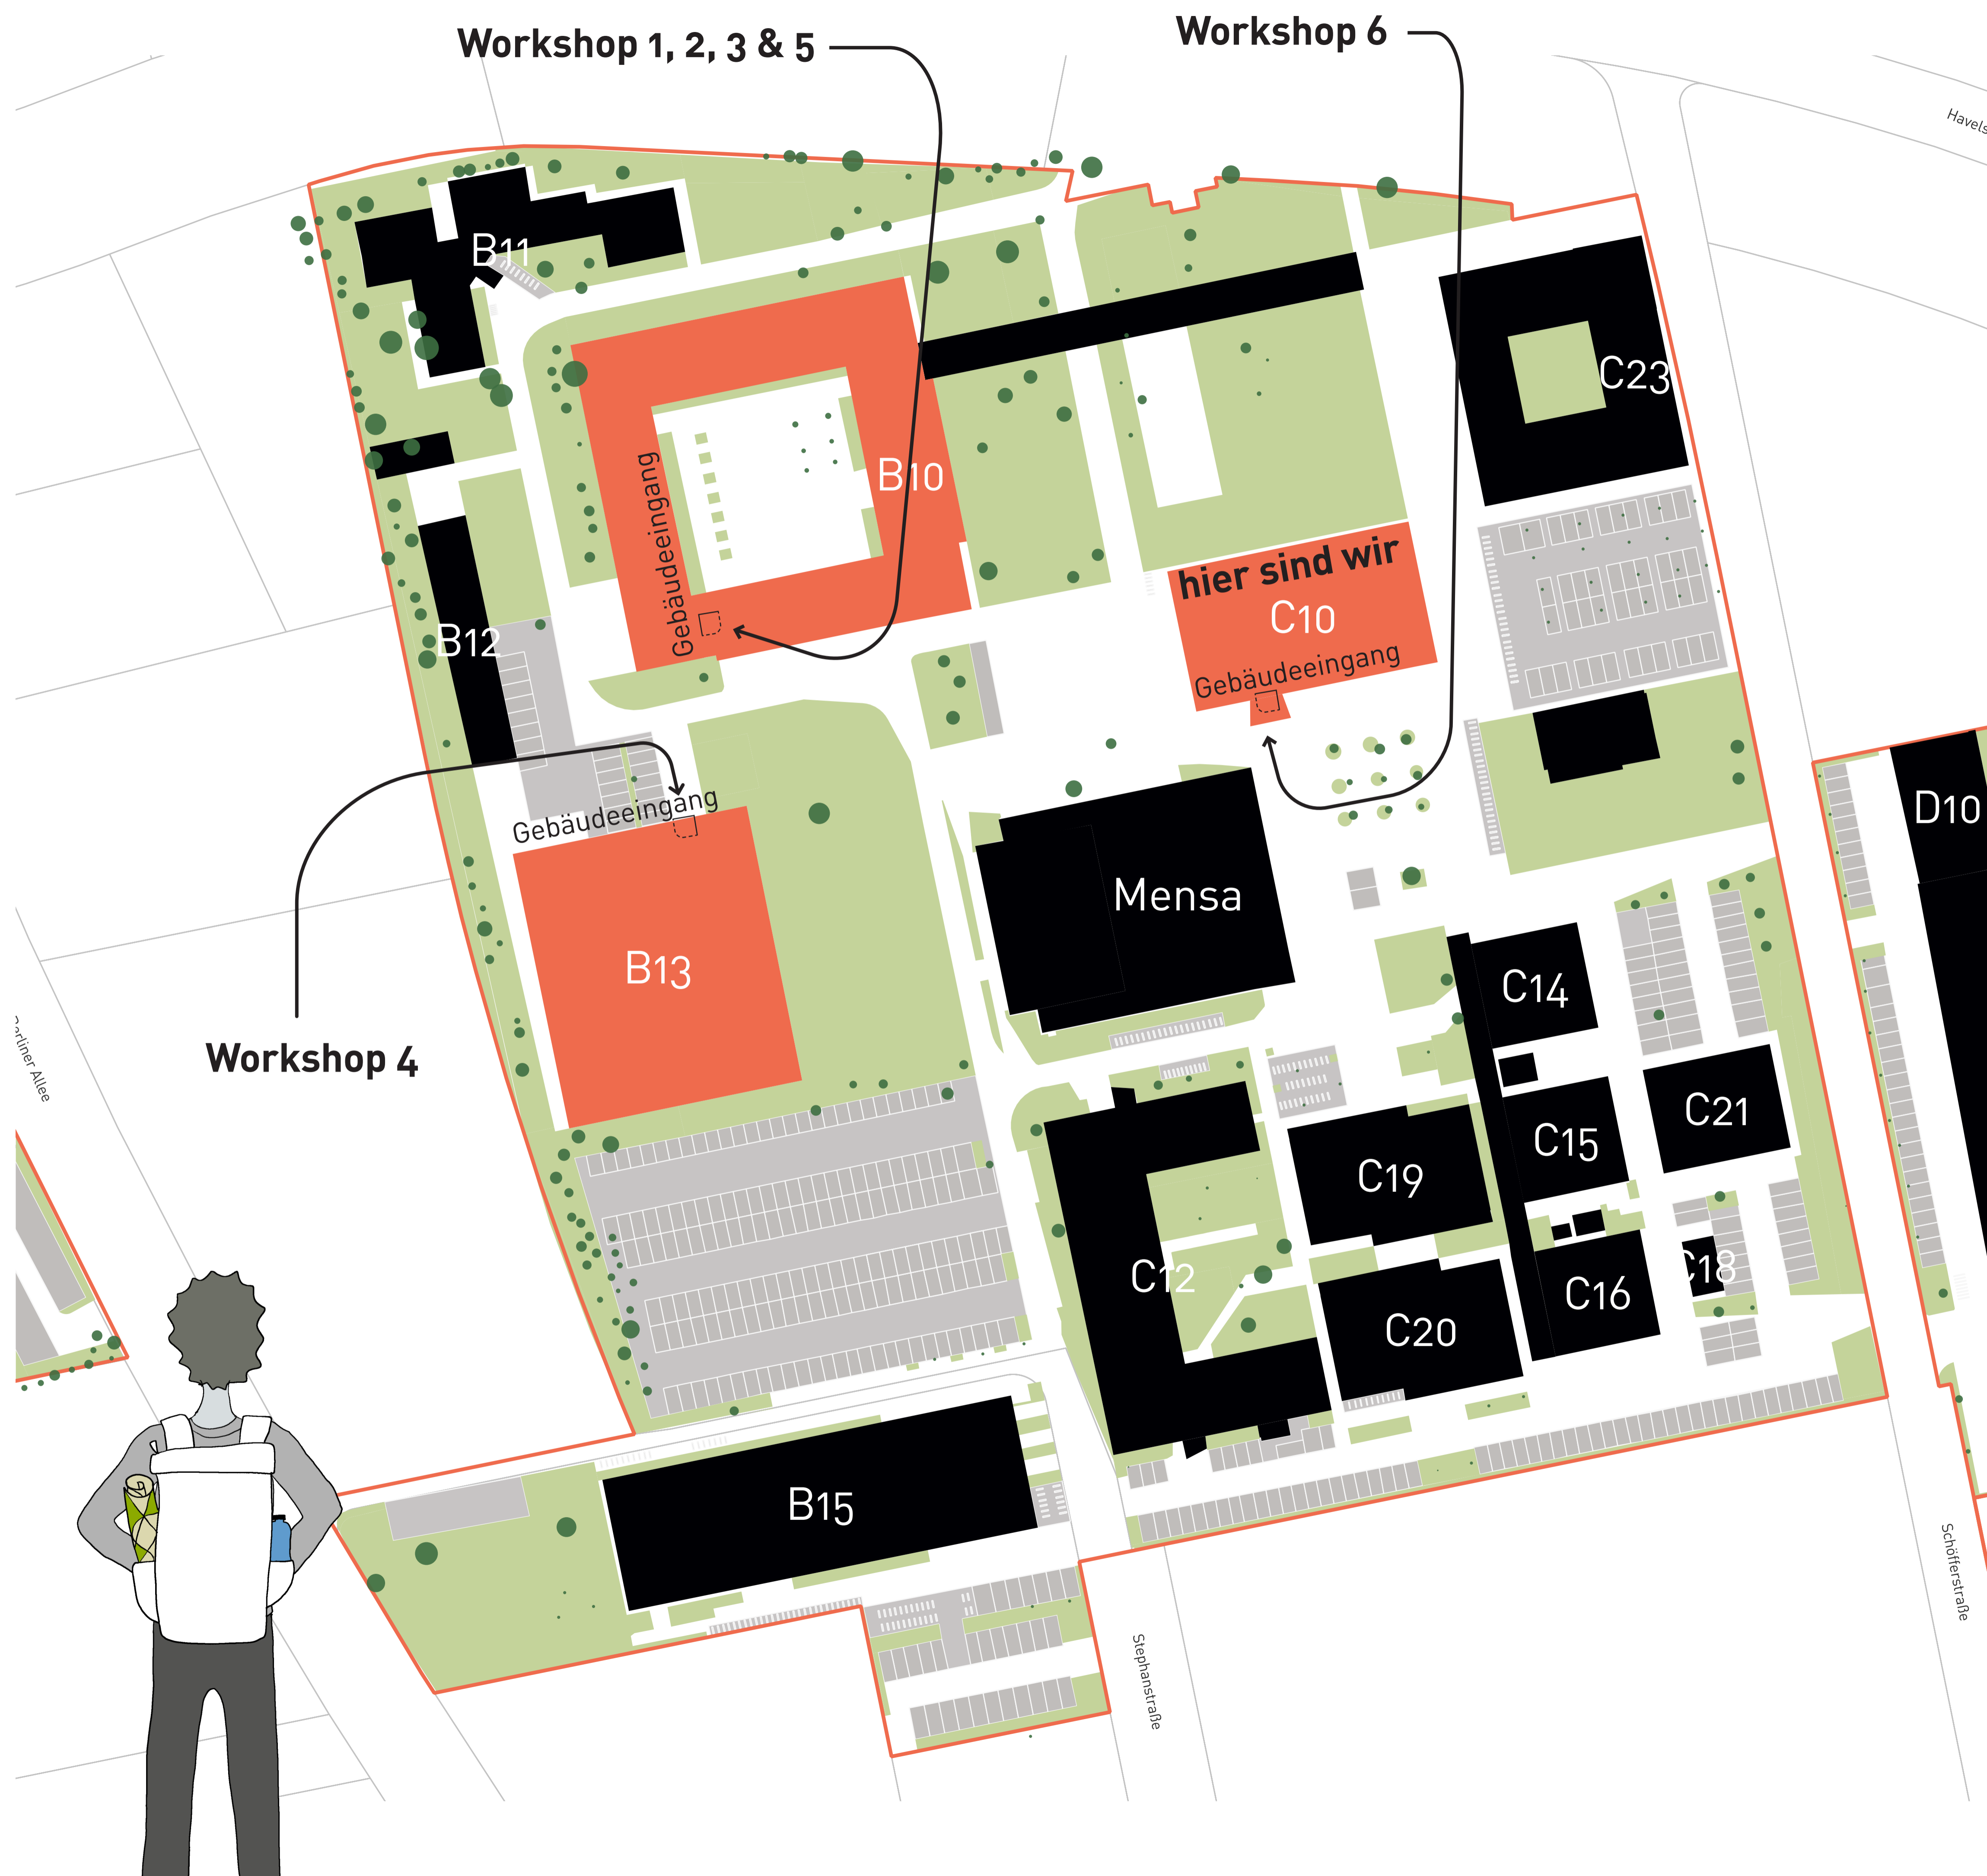 Workshop 1, 2, 3 & 5
Workshop 6
B11
C23
B10
Gebäudeeingang
hier sind wir
C10
Gebäudeeingang
B12
D10
Gebäudeeingang
Mensa
B13
C14
Workshop 4
C21
C15
C19
C12
C18
C16
C20
B15
Stephanstraße
Schöfferstraße